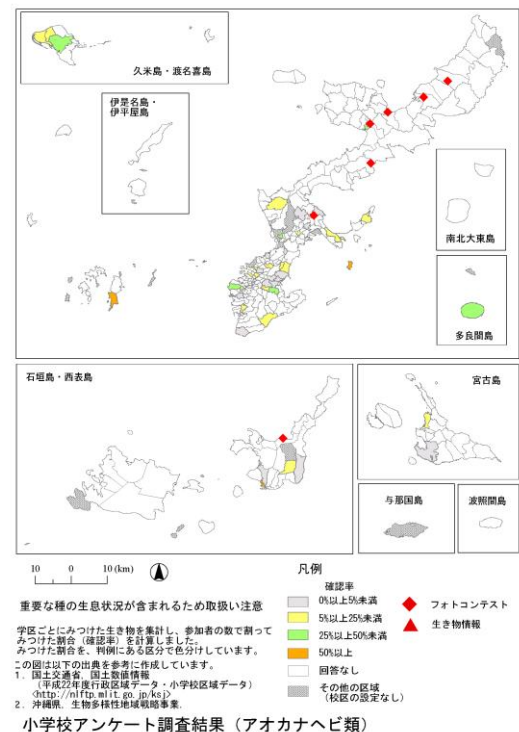 久米島・渡名喜島
伊是名島・
伊平屋島
南北大東島
多良間島
石垣島・西表島
宮古島
与那国島
波照間島
10 0 10(km)
重要な種の生息状況が含まれるため取扱い注意
学区ごとにみつけた生き物を集計し、参加者の数で割って
みつけた割合（確認率）を計算しました。
みつけた割合を、判例にある区分で色分けしています。
この図は以下の出典を参考に作成しています。
1. 国土交通省，国土数値情報
（平成22年度行政区域データ・小学校区域データ）
<http://nlftp.mlit.go.jp/ksj>
2. 沖縄県，生物多様性地域戦略事業．
凡例
確認率
0%以上5%未満
5%以上25%未満
25%以上50%未満
50%以上
回答なし
その他の区域
（校区の設定なし）
フォトコンテスト
生き物情報
小学校アンケート調査結果（アオカナヘビ類）